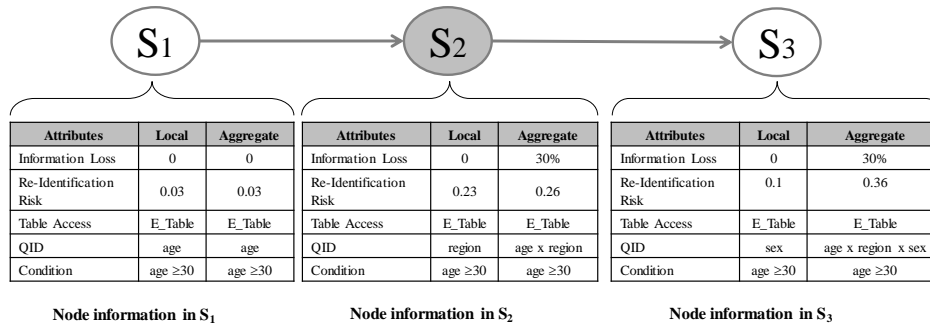 S1 S2 S3
Attributes Local Aggregate
Information Loss 0 0
Re-Identification Risk 0.03 0.03
Table Access E_Table E_Table
QID age age
Condition age ≥30 age ≥30
Node information in S1
Attributes Local Aggregate
Information Loss 0 30%
Re-Identification Risk 0.23 0.26
Table Access E_Table E_Table
QID region age x region
Condition age ≥30 age ≥30
Node information in S2
Attributes Local Aggregate
Information Loss 0 30%
Re-Identification Risk 0.1 0.36
Table Access E_Table E_Table
QID sex age x region x sex
Condition age ≥30 age ≥30
Node information in S3